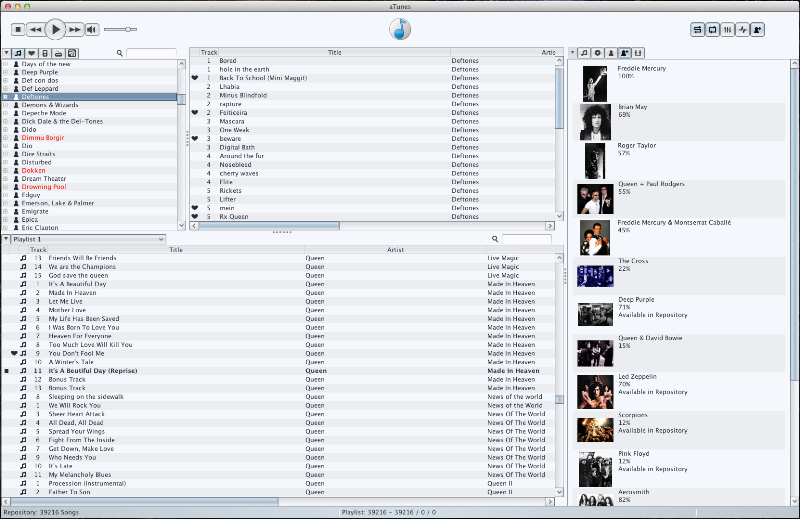 aTunes
Days of the new
Deep Purple
Def con dos
Def Leppard
Deftones
Demons & Wizards
Depeche Mode
Dick Dale & the Del-Tones
Dido
Dimmu Borgir
Dio
Dire Straits
Disturbed
Dokken
Dream Theater
Drowning Pool
Edguy
Emerson, Lake & Palmer
Emigrate
Epica
Eric Clapton
Track Title Artis
1 Bored Deftones
1 hole in the earth Deftones
1 Back To School (Mini Maggit) Deftones
2 Lhabia Deftones
2 Minus Blindfold Deftones
2 rapture Deftones
2 Feiticeira Deftones
3 Mascara Deftones
3 One Weak Deftones
3 beware Deftones
3 Digital Bath Deftones
4 Around the fur Deftones
4 Nosebleed Deftones
4 cherry waves Deftones
4 Elite Deftones
5 Rickets Deftones
5 Lifter Deftones
5 mein Deftones
5 Rx Queen Deftones
Playlist 1
Track Title Artist
13 Friends Will Be Friends Queen Live Magic
14 We are the Champions Queen Live Magic
15 God save the queen Queen Live Magic
1 It's A Beautiful Day Queen Made In Heaven
2 Made In Heaven Queen Made In Heaven
3 Let Me Live Queen Made In Heaven
4 Mother Love Queen Made In Heaven
5 My Life Has Been Saved Queen Made In Heaven
6 I Was Born To Love You Queen Made In Heaven
7 Heaven For Everyone Queen Made In Heaven
8 Too Much Love Will Kill You Queen Made In Heaven
9 You Don't Fool Me Queen Made In Heaven
10 A Winter's Tale Queen Made In Heaven
11 It's A Beutiful Day (Reprise) Queen Made In Heaven
12 Bonus Track Queen Made In Heaven
13 Bonus Track Queen Made In Heaven
8 Sleeping on the sidewalk Queen News of the world
1 We Will Rock You Queen News of the World
3 Sheer Heart Attack Queen News Of The World
4 All Dead, All Dead Queen News Of The World
5 Spread Your Wings Queen News Of The World
6 Fight From The Inside Queen News Of The World
7 Get Down, Make Love Queen News Of The World
9 Who Needs You Queen News Of The World
10 It's Late Queen News Of The World
11 My Melancholy Blues Queen News Of The World
1 Procession (Instrumental) Queen Queen II
2 Father To Son Queen Queen II
Freddie Mercury
100%
Brian May
69%
Roger Taylor
57%
Queen + Paul Rodgers
55%
Freddie Mercury & Montserrat Caballé
45%
The Cross
22%
Deep Purple
71%
Available in Repository
Queen & David Bowie
15%
Led Zeppelin
70%
Available in Repository
Scorpions
12%
Available in Repository
Pink Floyd
12%
Available in Repository
Aerosmith
82%
Repository: 39216 Songs
Playlist: 39216 - 39216 / 0 / 0